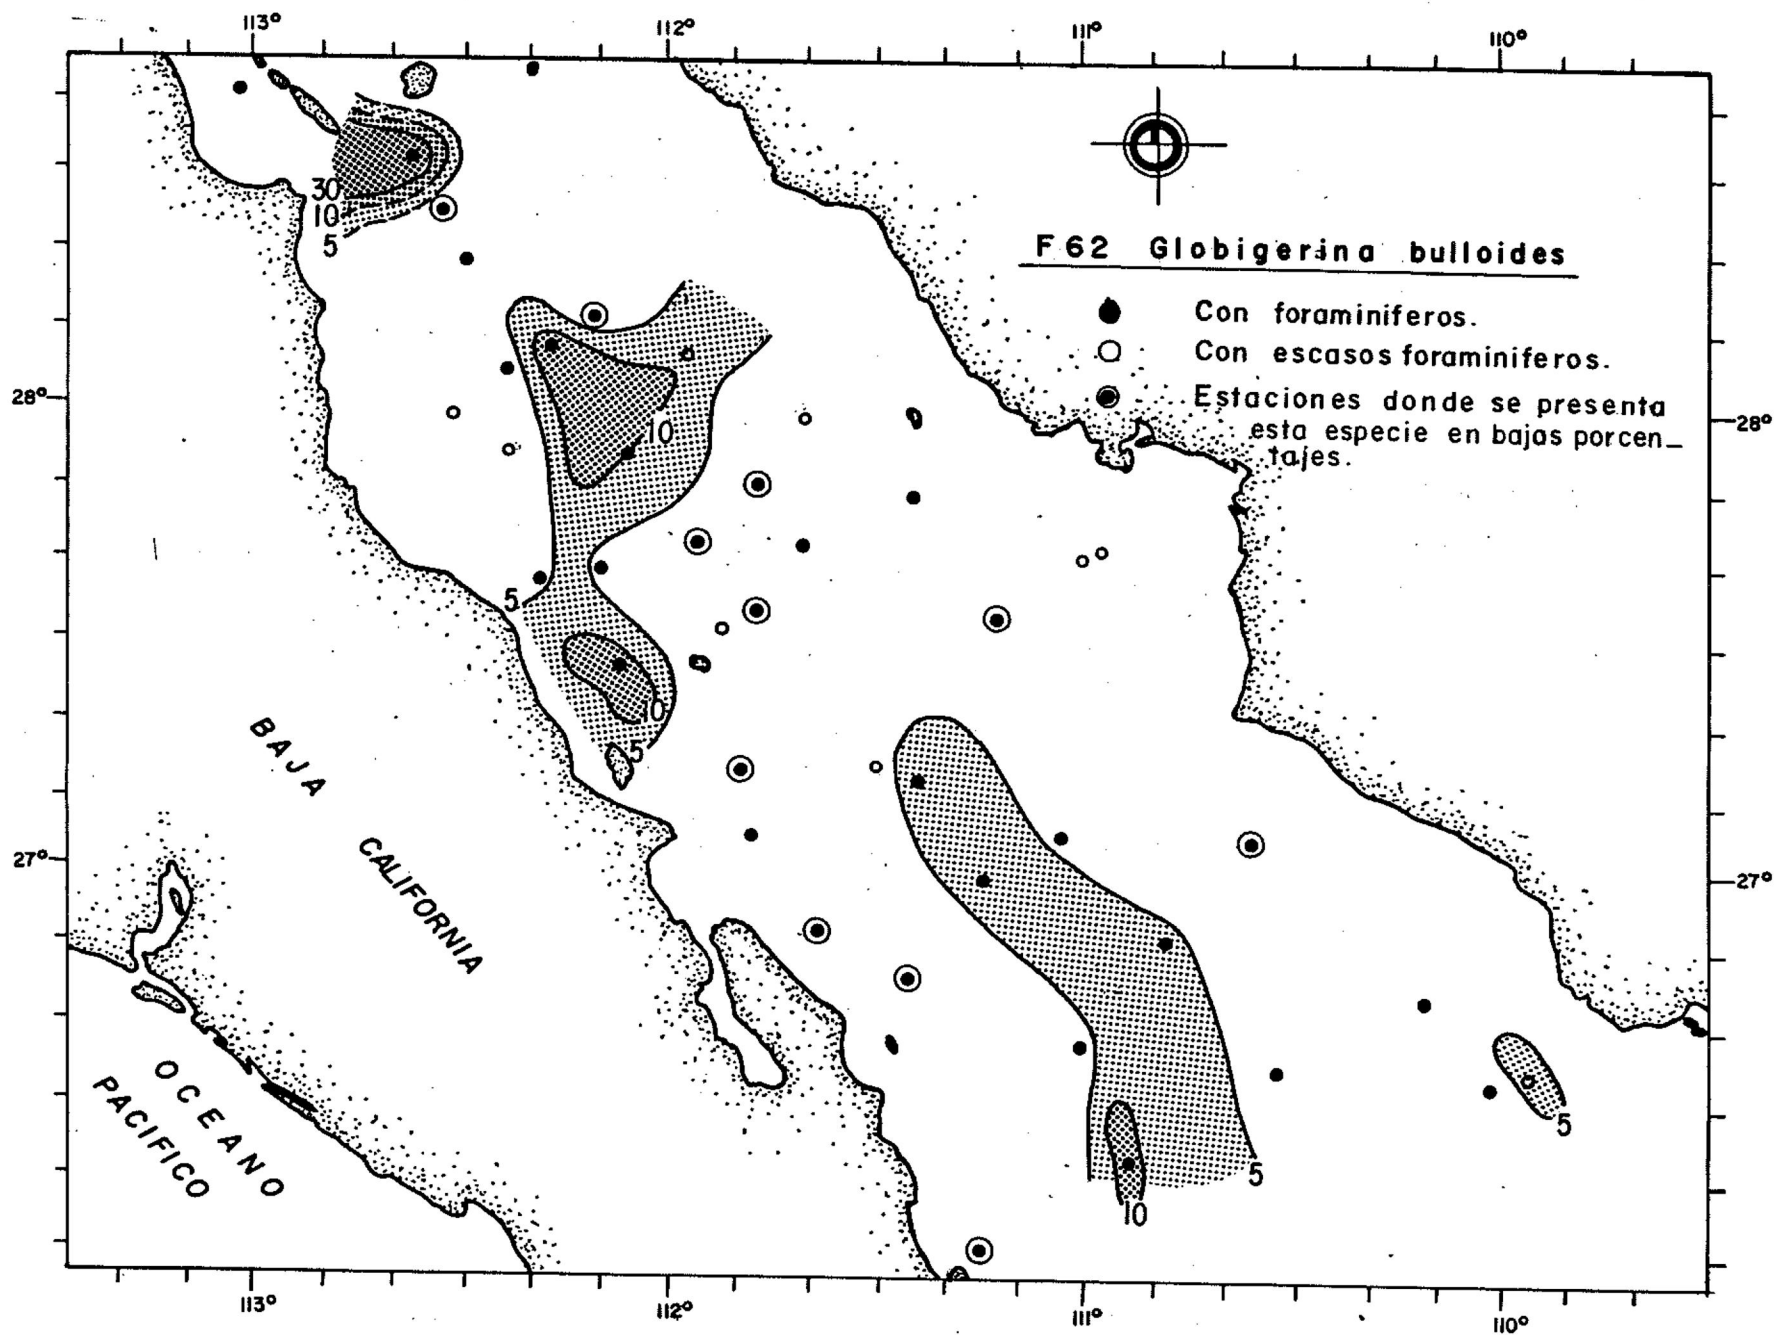 113°
112°
111°
110°
30
10
5
F 62 Globigerina bulloides
Con foraminiferos.
Con escasos foraminiferos.
Estaciones donde se presenta
esta especie en bajas porcen_
tajes.
28°
28°
10
5
10
5
BAJA
CALIFORNIA
27°
27°
OCEANO
PACIFICO
5
5
10
113°
112°
111°
110°